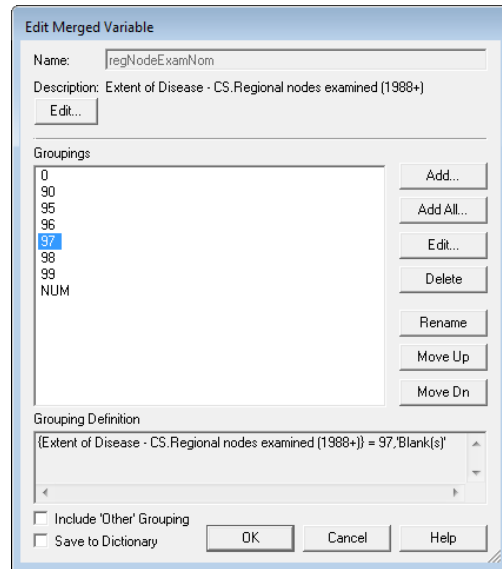 Edit Merged Variable
Name: regNodeExamNom
Description: Extent of Disease - CS.Regional nodes examined (1988+)
Edit...
Groupings
0
90
95
96
97
98
99
NUM
Add...
Add All...
Edit...
Delete
Rename
Move Up
Move Dn
Grouping Definition
{Extent of Disease - CS.Regional nodes examined (1988+)} = 97,'Blank(s)'
Include 'Other' Grouping
Save to Dictionary
OK Cancel Help